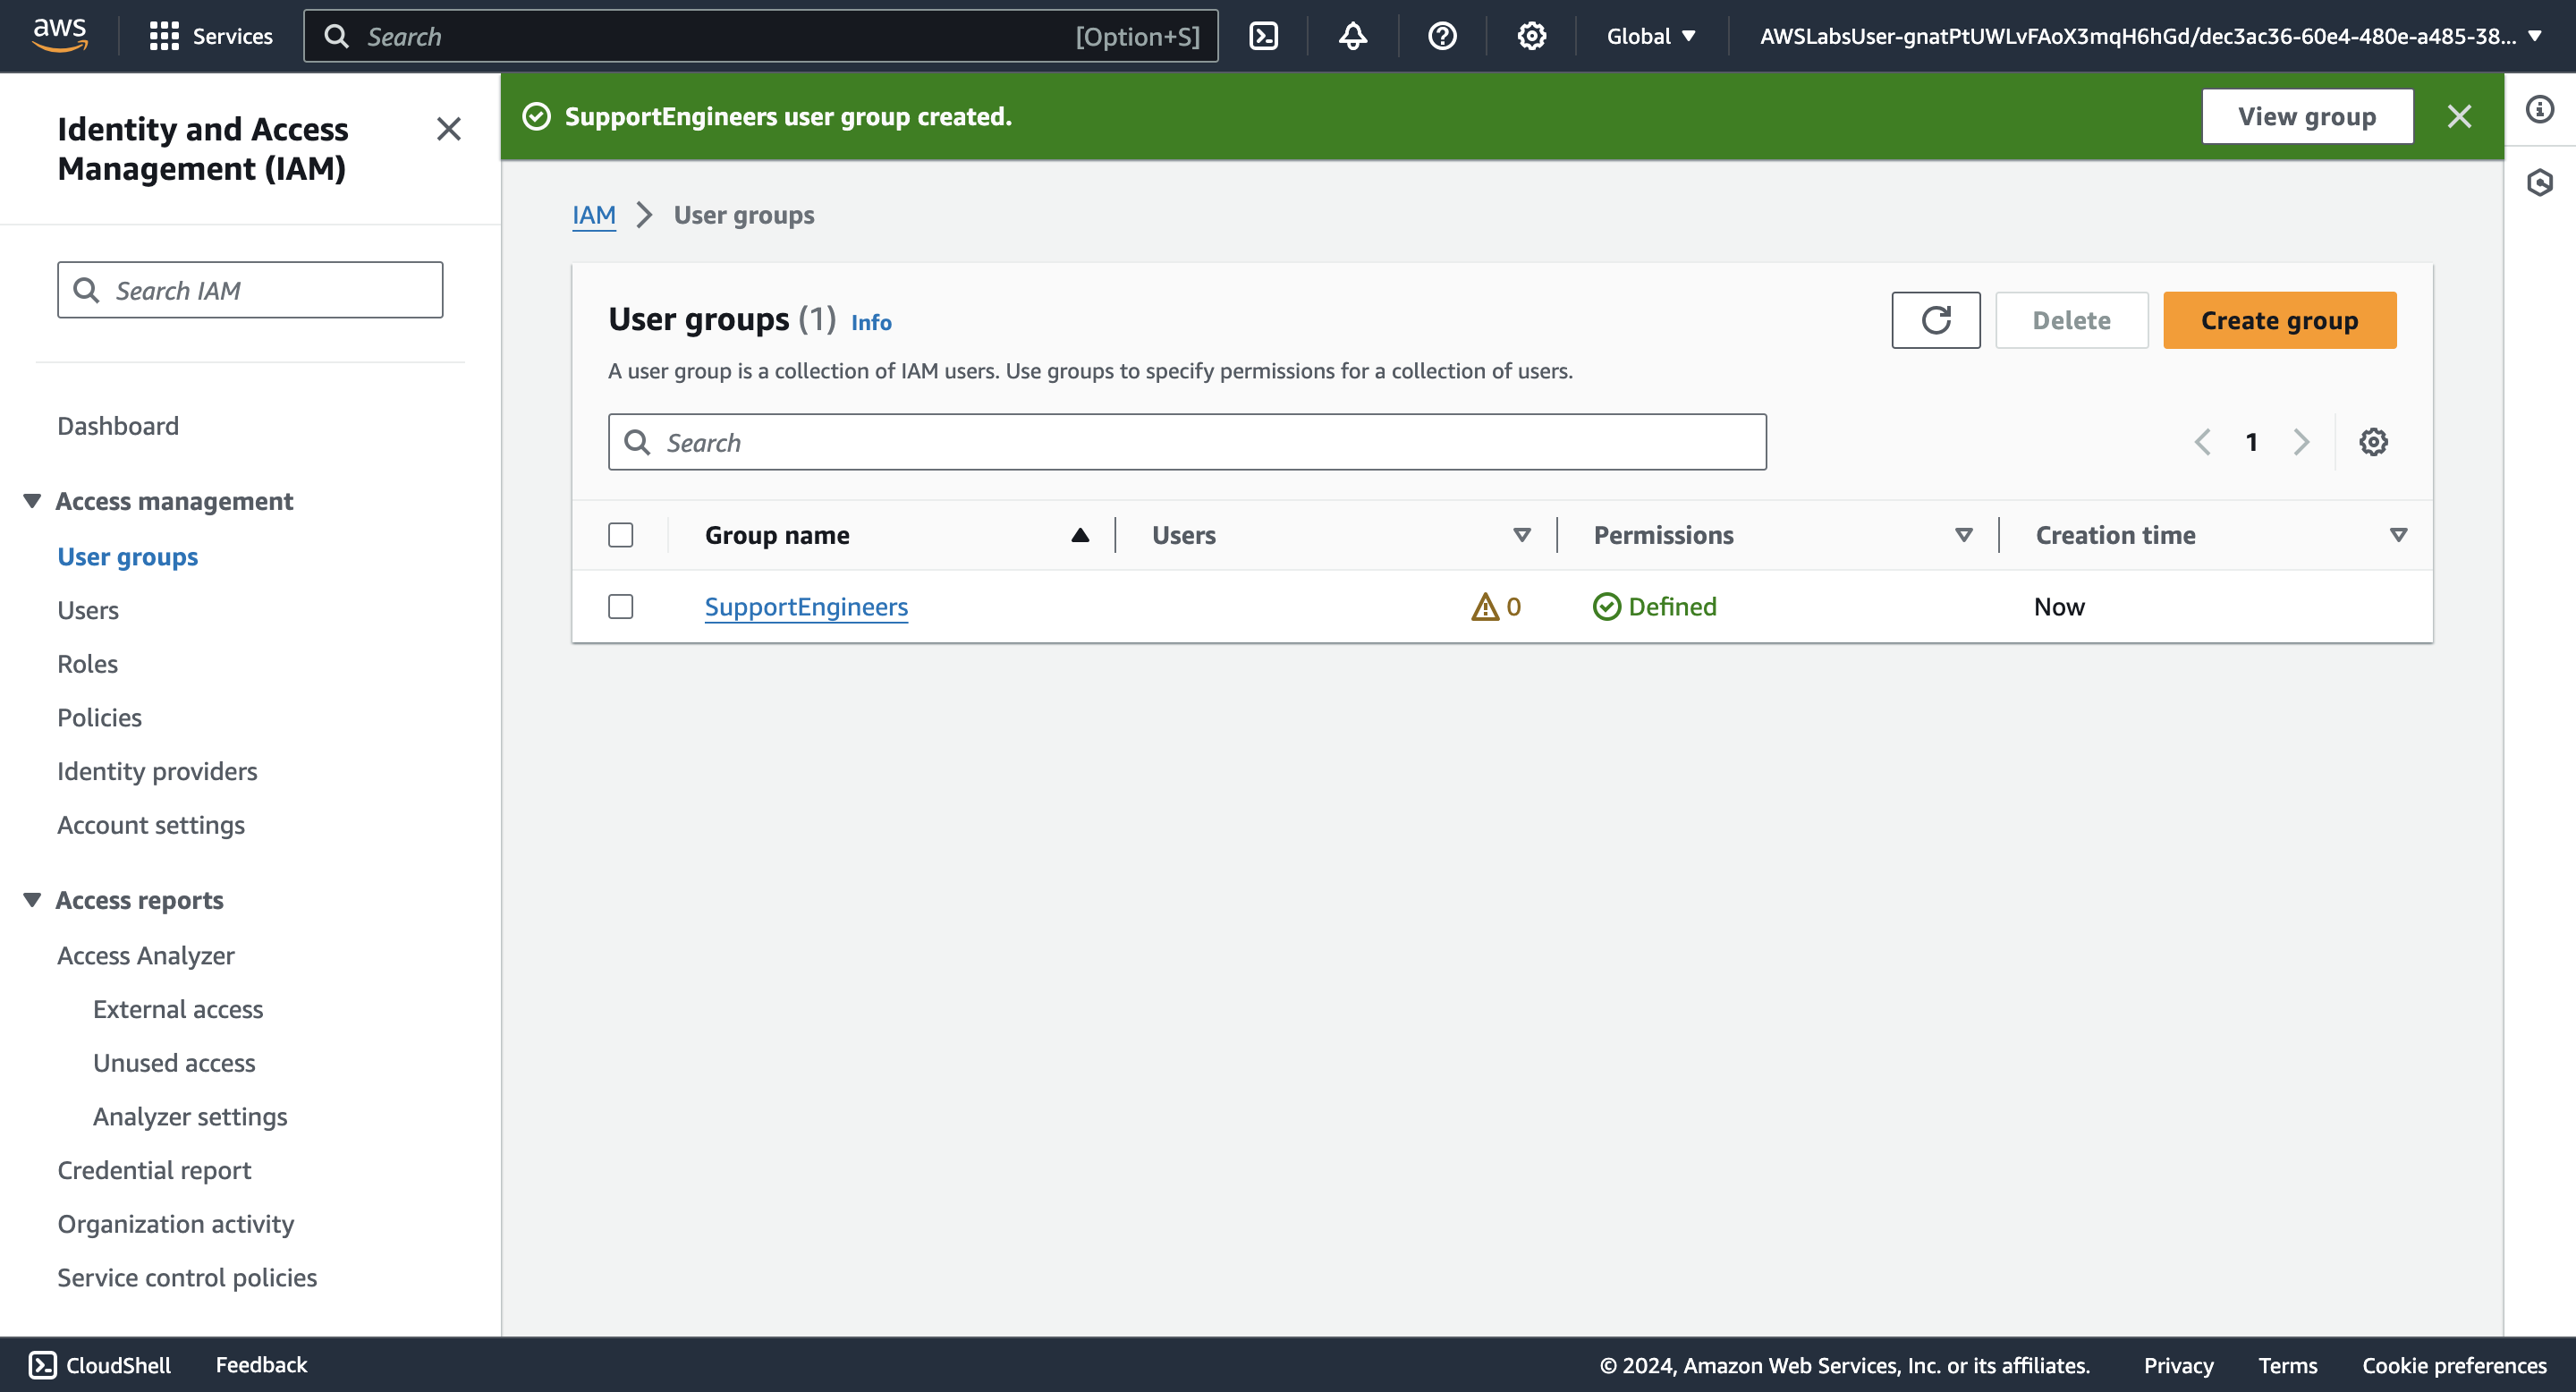 aws
Services
Search
[Option+S]
Global
AWSLabsUser-gnatPtUWLvFAoX3mqH6hGd/dec3ac36-60e4-480e-a485-38...
Identity and Access
Management (IAM)
Search IAM
Dashboard
Access management
User groups
Users
Roles
Policies
Identity providers
Account settings
Access reports
Access Analyzer
External access
Unused access
Analyzer settings
Credential report
Organization activity
Service control policies
SupportEngineers user group created.
View group
IAM
User groups
User groups (1) Info
Delete
Create group
A user group is a collection of IAM users. Use groups to specify permissions for a collection of users.
Search
1
Group name Users Permissions Creation time
SupportEngineers 0 Defined Now
CloudShell
Feedback
© 2024, Amazon Web Services, Inc. or its affiliates.
Privacy
Terms
Cookie preferences